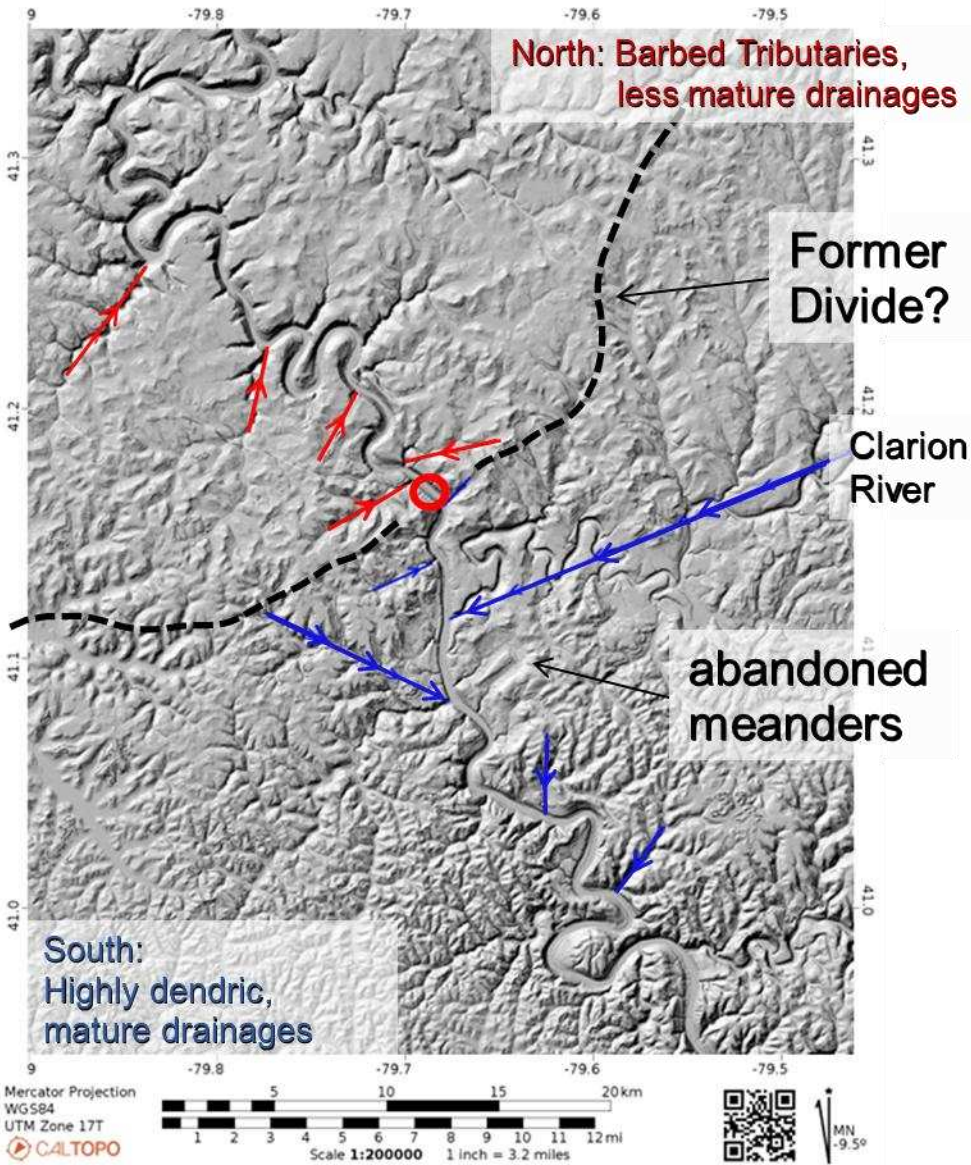 9 -79.8 -79.7 -79.6 -79.5
North: Barbed Tributaries,
less mature drainages
41.3 41.3
Former
Divide?
41.2 41.2
Clarion
River
41.1
abandoned
meanders
41.0 41.0
South:
Highly dendric,
mature drainages
9 -79.8 -79.7 -79.6 -79.5
Mercator Projection
WGS84
UTM Zone 17T
CALTOPO
5 10 15 20 km
1 2 3 4 5 6 7 8 9 10 11 12 mi
Scale 1:200000 1 inch = 3.2 miles
MN
-9.5°